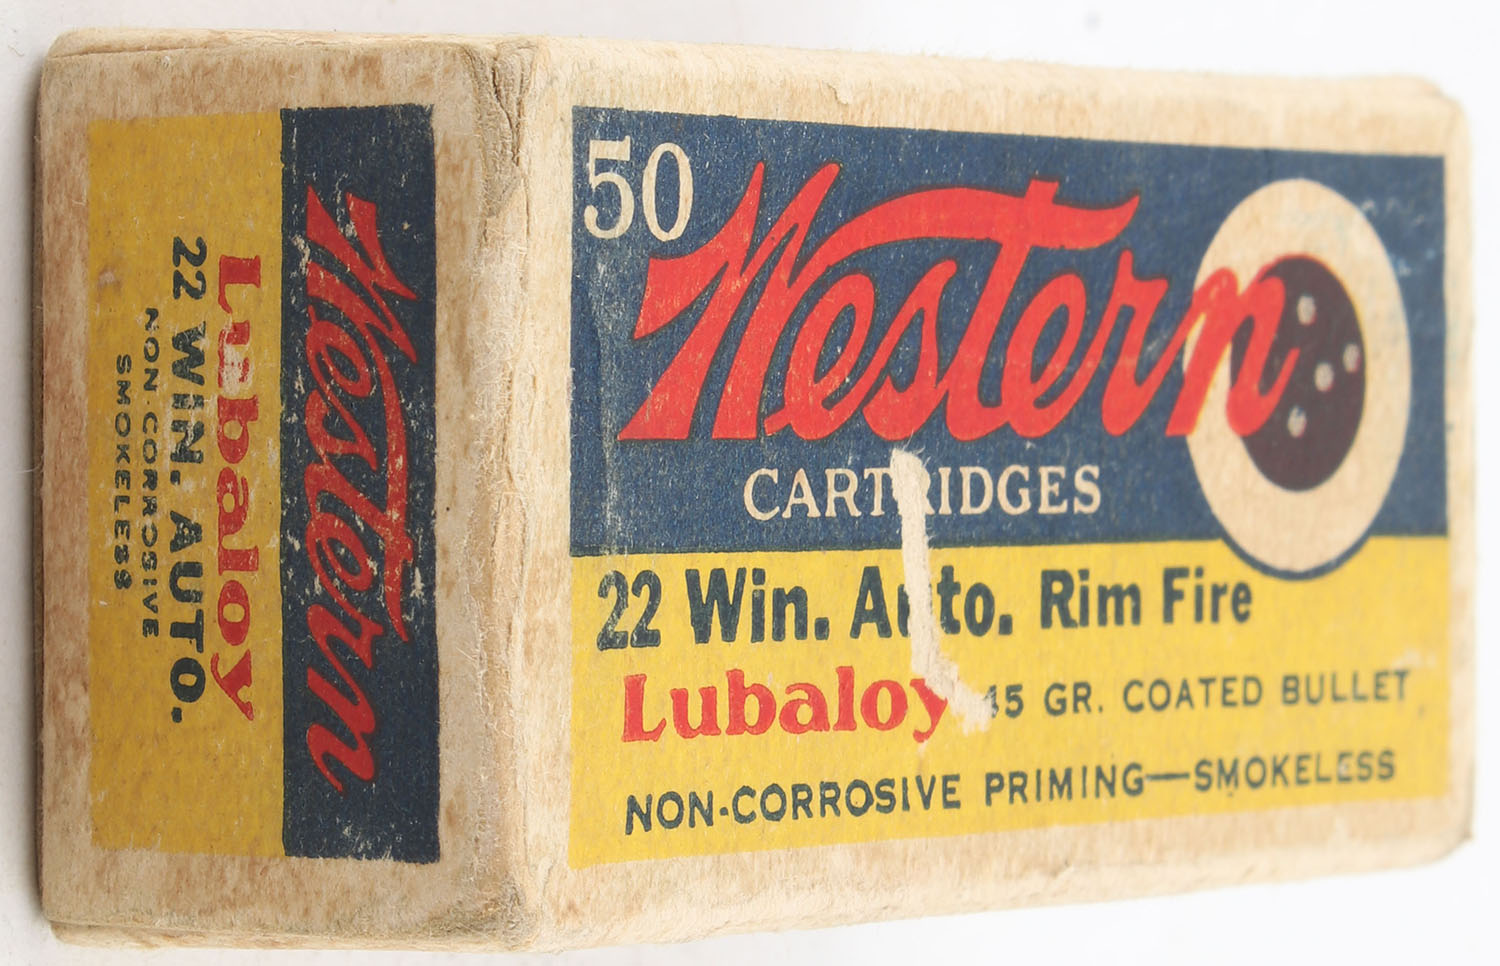 50
Western
CARTRIDGES
22 Win. Auto. Rim Fire
Lubaloy 45 GR. COATED BULLET
NON-CORROSIVE PRIMING—SMOKELESS
Western
Lubaloy
22 WIN. AUTO.
NON-CORROSIVE
SMOKELESS